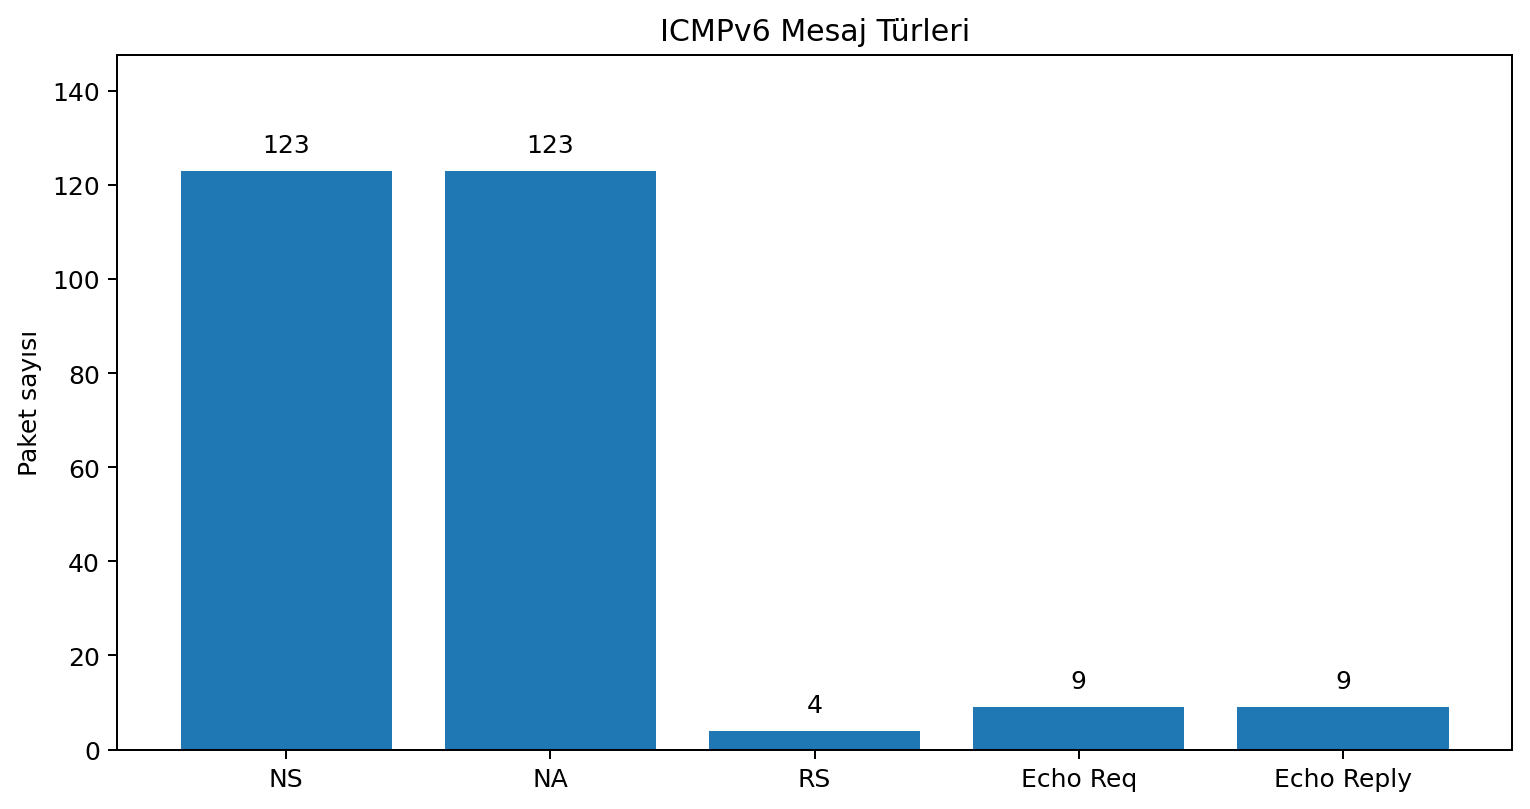 ICMPv6 Mesaj Türleri
Paket sayısı
140
120
100
80
60
40
20
0
123
123
4
9
9
NS
NA
RS
Echo Req
Echo Reply